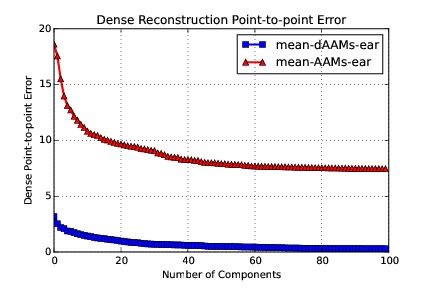 Dense Reconstruction Point-to-point Error
20
15
10
5
0
Dense Point-to-point Error
mean-dAAMs-ear
mean-AAMs-ear
0 20 40 60 80 100
Number of Components